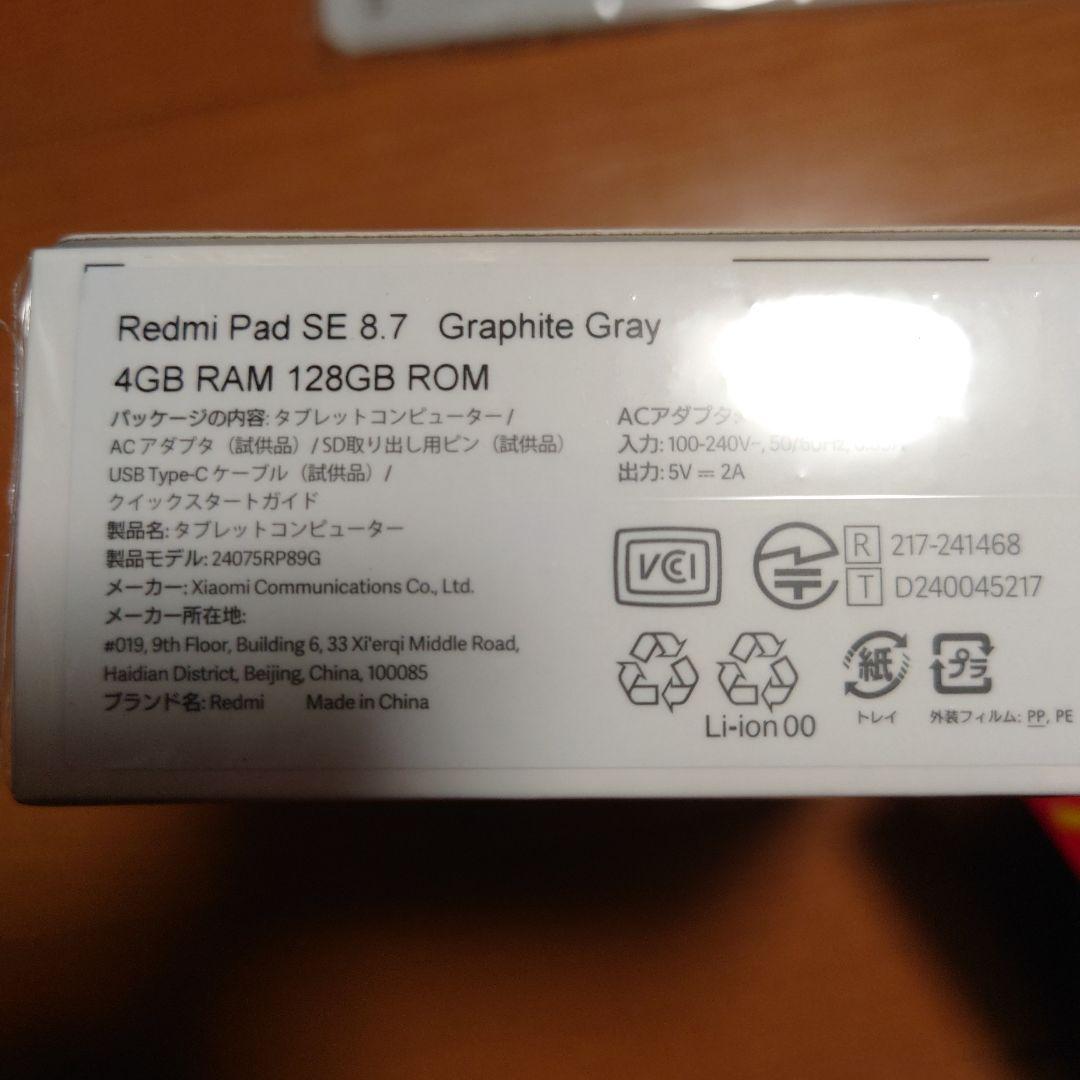 Redmi Pad SE 8.7 Graphite Gray
4GB RAM 128GB ROM
パッケージの内容: タブレットコンピューター /
AC アダプタ（試供品）/ SD取り出し用ピン（試供品）
USB Type-C ケーブル（試供品）/
クイックスタートガイド
製品名: タブレットコンピューター
製品モデル: 24075RP89G
メーカー: Xiaomi Communications Co., Ltd.
メーカー所在地:
#019, 9th Floor, Building 6, 33 Xi'erqi Middle Road,
Haidian District, Beijing, China, 100085
ブランド名: Redmi Made in China
ACアダプタ:
入力: 100-240V~, 50/60Hz,
出力: 5V ⎓ 2A
VCCI
R 217-241468
T D240045217
Li-ion 00
紙
トレイ
プラ
外装フィルム: PP, PE